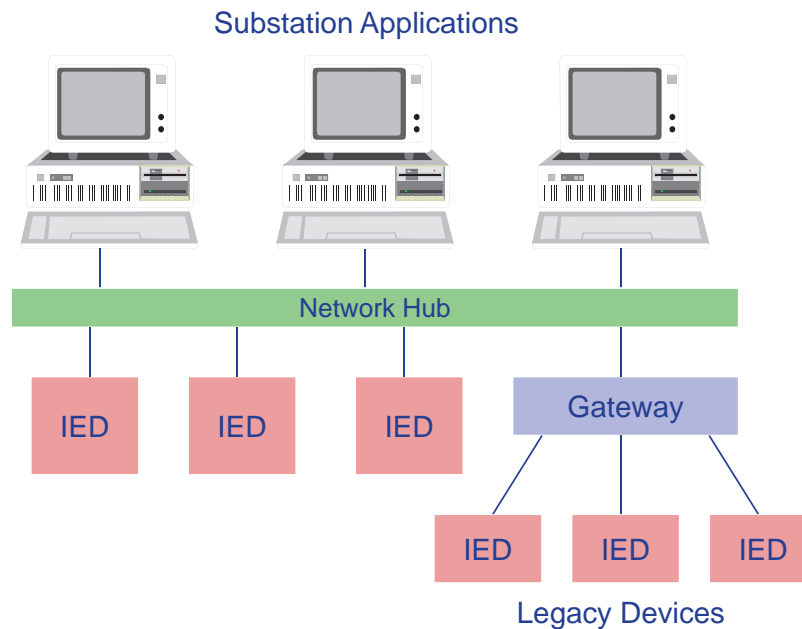 Substation Applications
Network Hub
IED
IED
IED
Gateway
IED
IED
IED
Legacy Devices